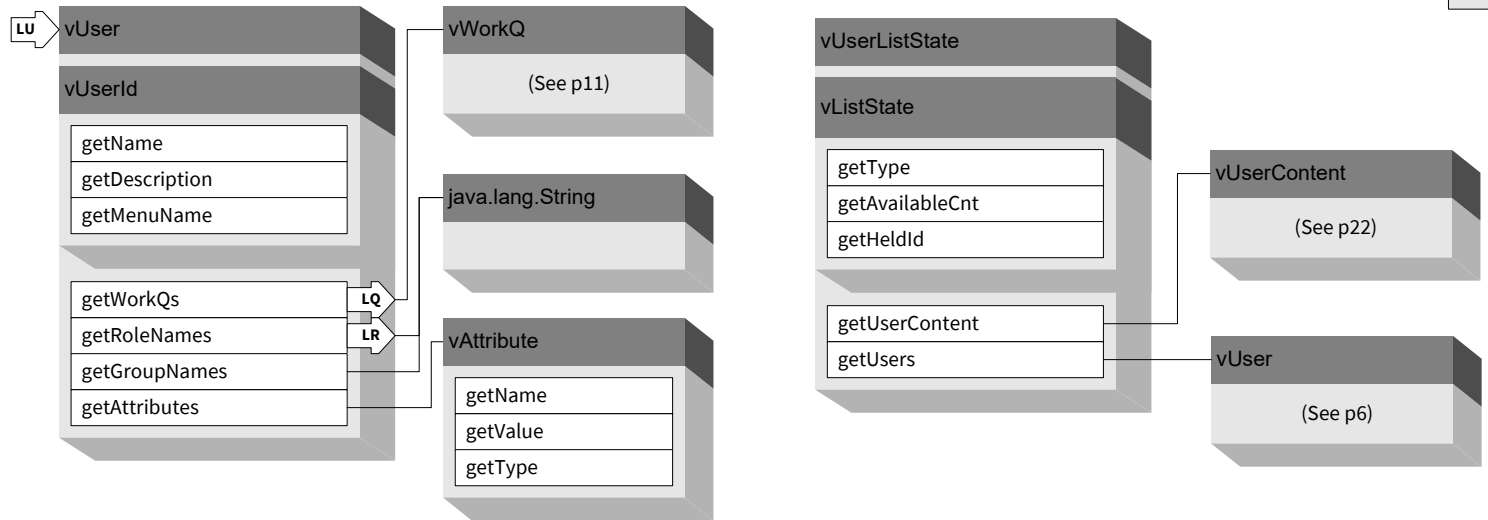 LU
vUser
vUserId
getName
getDescription
getMenuName
getWorkQs
LQ
getRoleNames
LR
getGroupNames
getAttributes
vWorkQ
(See p11)
java.lang.String
vAttribute
getName
getValue
getType
vUserListState
vListState
getType
getAvailableCnt
getHeldId
getUserContent
getUsers
vUserContent
(See p22)
vUser
(See p6)